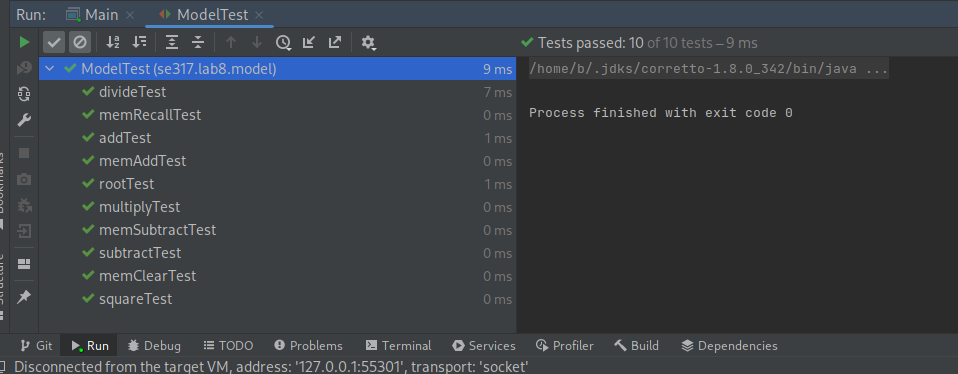 Run: Main × ModelTest ×
Tests passed: 10 of 10 tests – 9 ms
ModelTest (se317.lab8.model) 9 ms
divideTest 7 ms
memRecallTest 0 ms
addTest 1 ms
memAddTest 0 ms
rootTest 1 ms
multiplyTest 0 ms
memSubtractTest 0 ms
subtractTest 0 ms
memClearTest 0 ms
squareTest 0 ms
/home/b/.jdks/corretto-1.8.0_342/bin/java ...
Process finished with exit code 0
Git Run Debug TODO Problems Terminal Services Profiler Build Dependencies
Disconnected from the target VM, address: '127.0.0.1:55301', transport: 'socket'